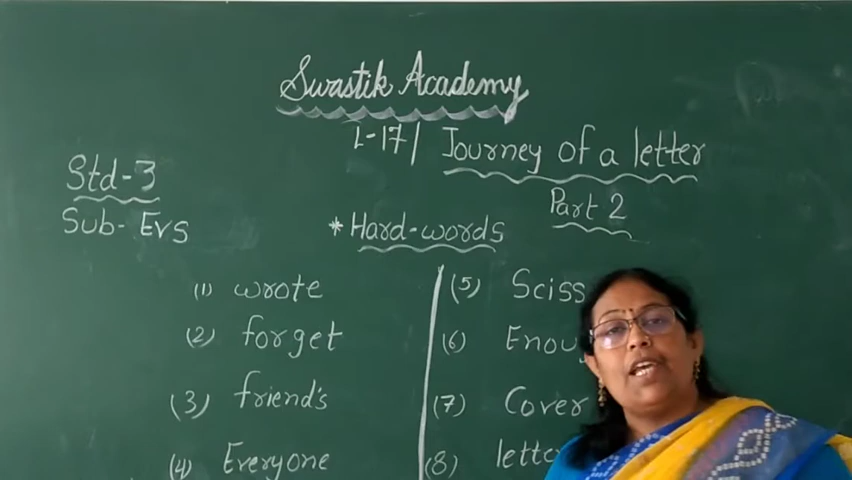 Swastik Academy
L-17/ Journey of a letter
Part 2
Std-3
Sub- Evs
* Hard-words
(1) wrote
(2) forget
(3) friend's
(4) Everyone
(5) Sciss
(6) Enou
(7) Cover
(8) lette